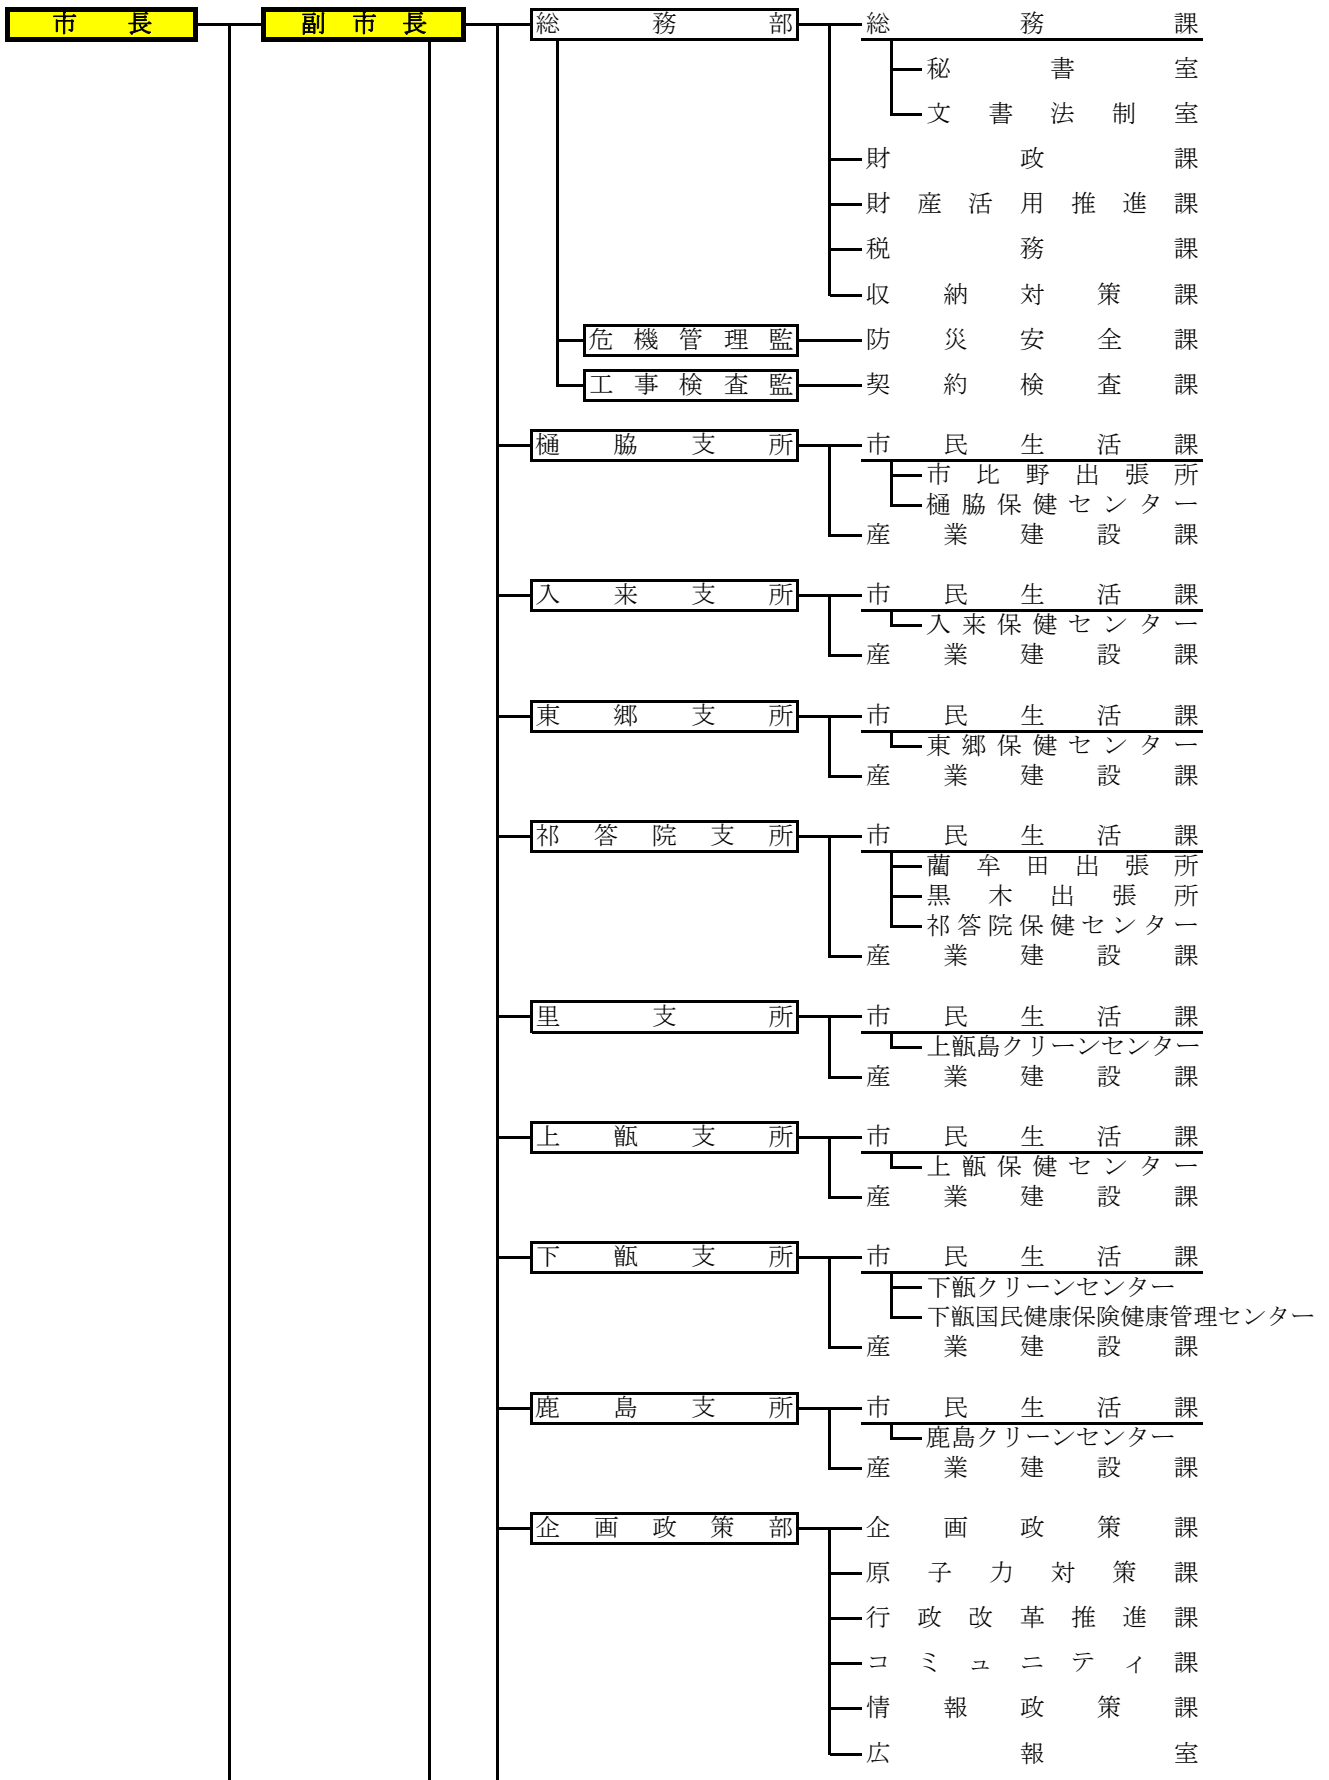 市長 副市長 総務部 総務課
秘書室
文書法制室
財政課
財産活用推進課
税務課
収納対策課
危機管理監 防災安全課
工事検査監 契約検査課
樋脇支所 市民生活課
市比野出張所
樋脇保健センター
産業建設課
入来支所 市民生活課
入来保健センター
産業建設課
東郷支所 市民生活課
東郷保健センター
産業建設課
祁答院支所 市民生活課
藺牟田出張所
黒木出張所
祁答院保健センター
産業建設課
里支所 市民生活課
上甑島クリーンセンター
産業建設課
上甑支所 市民生活課
上甑保健センター
産業建設課
下甑支所 市民生活課
下甑クリーンセンター
下甑国民健康保険健康管理センター
産業建設課
鹿島支所 市民生活課
鹿島クリーンセンター
産業建設課
企画政策部 企画政策課
原子力対策課
行政改革推進課
コミュニティ課
情報政策課
広報室